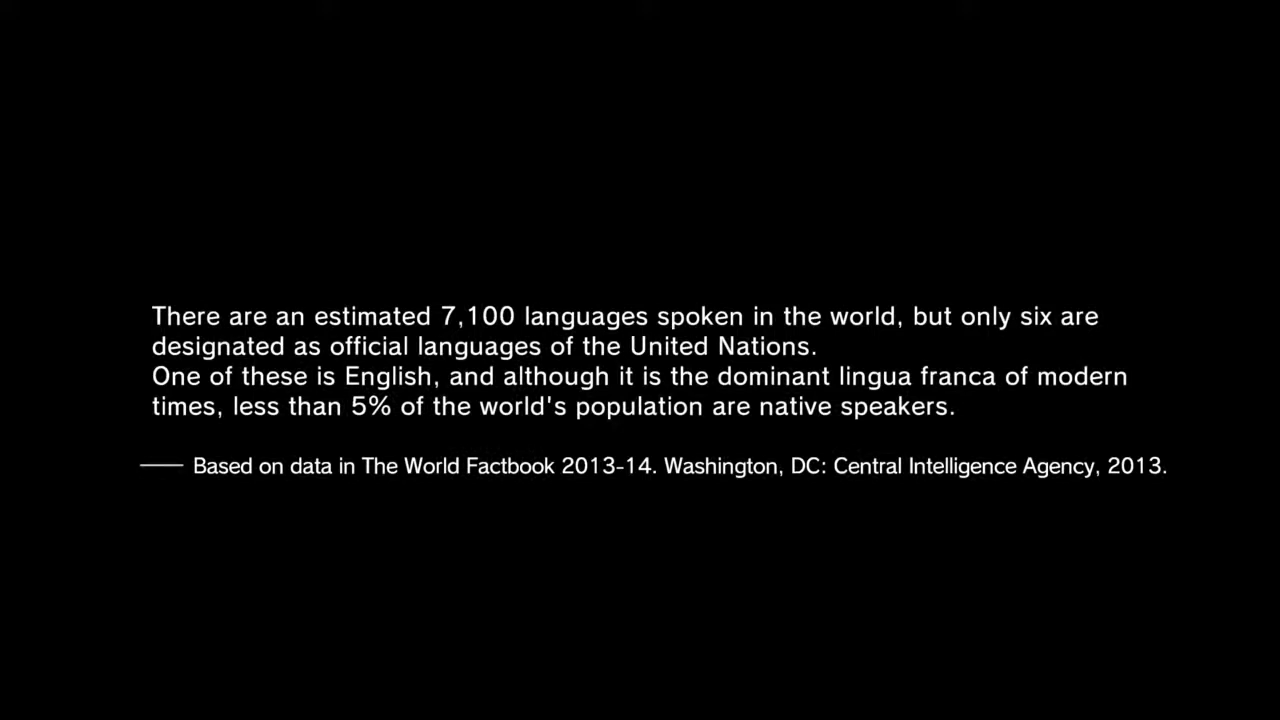 There are an estimated 7,100 languages spoken in the world, but only six are
designated as official languages of the United Nations.
One of these is English, and although it is the dominant lingua franca of modern
times, less than 5% of the world's population are native speakers.
—— Based on data in The World Factbook 2013-14. Washington, DC: Central Intelligence Agency, 2013.